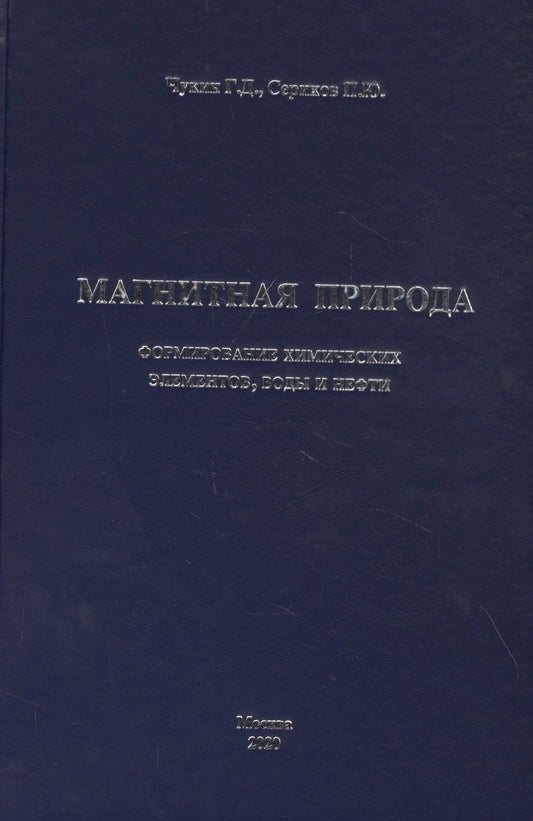 Чукин Г.Д., Сериков П.Ю.
МАГНИТНАЯ ПРИРОДА
ФОРМИРОВАНИЕ ХИМИЧЕСКИХ
ЭЛЕМЕНТОВ, ВОДЫ И НЕФТИ
Москва
2020